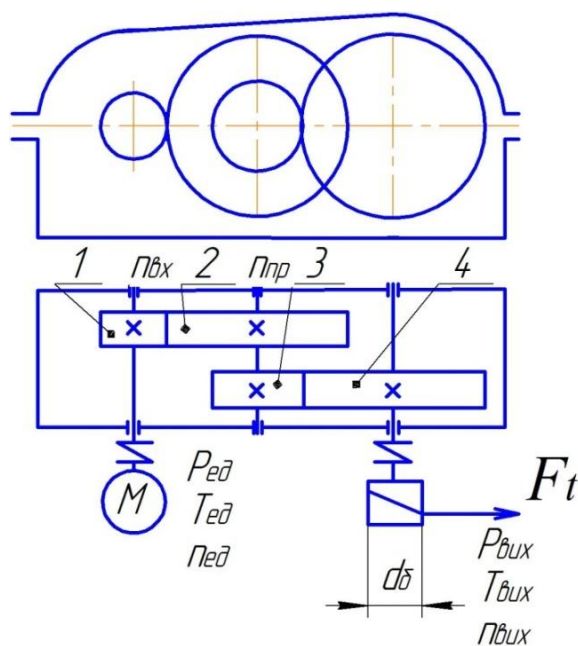 1 nвх 2 nпр 3 4
M
Pед
Tед
nед
Ft
dб
Pвих
Tвих
nвих